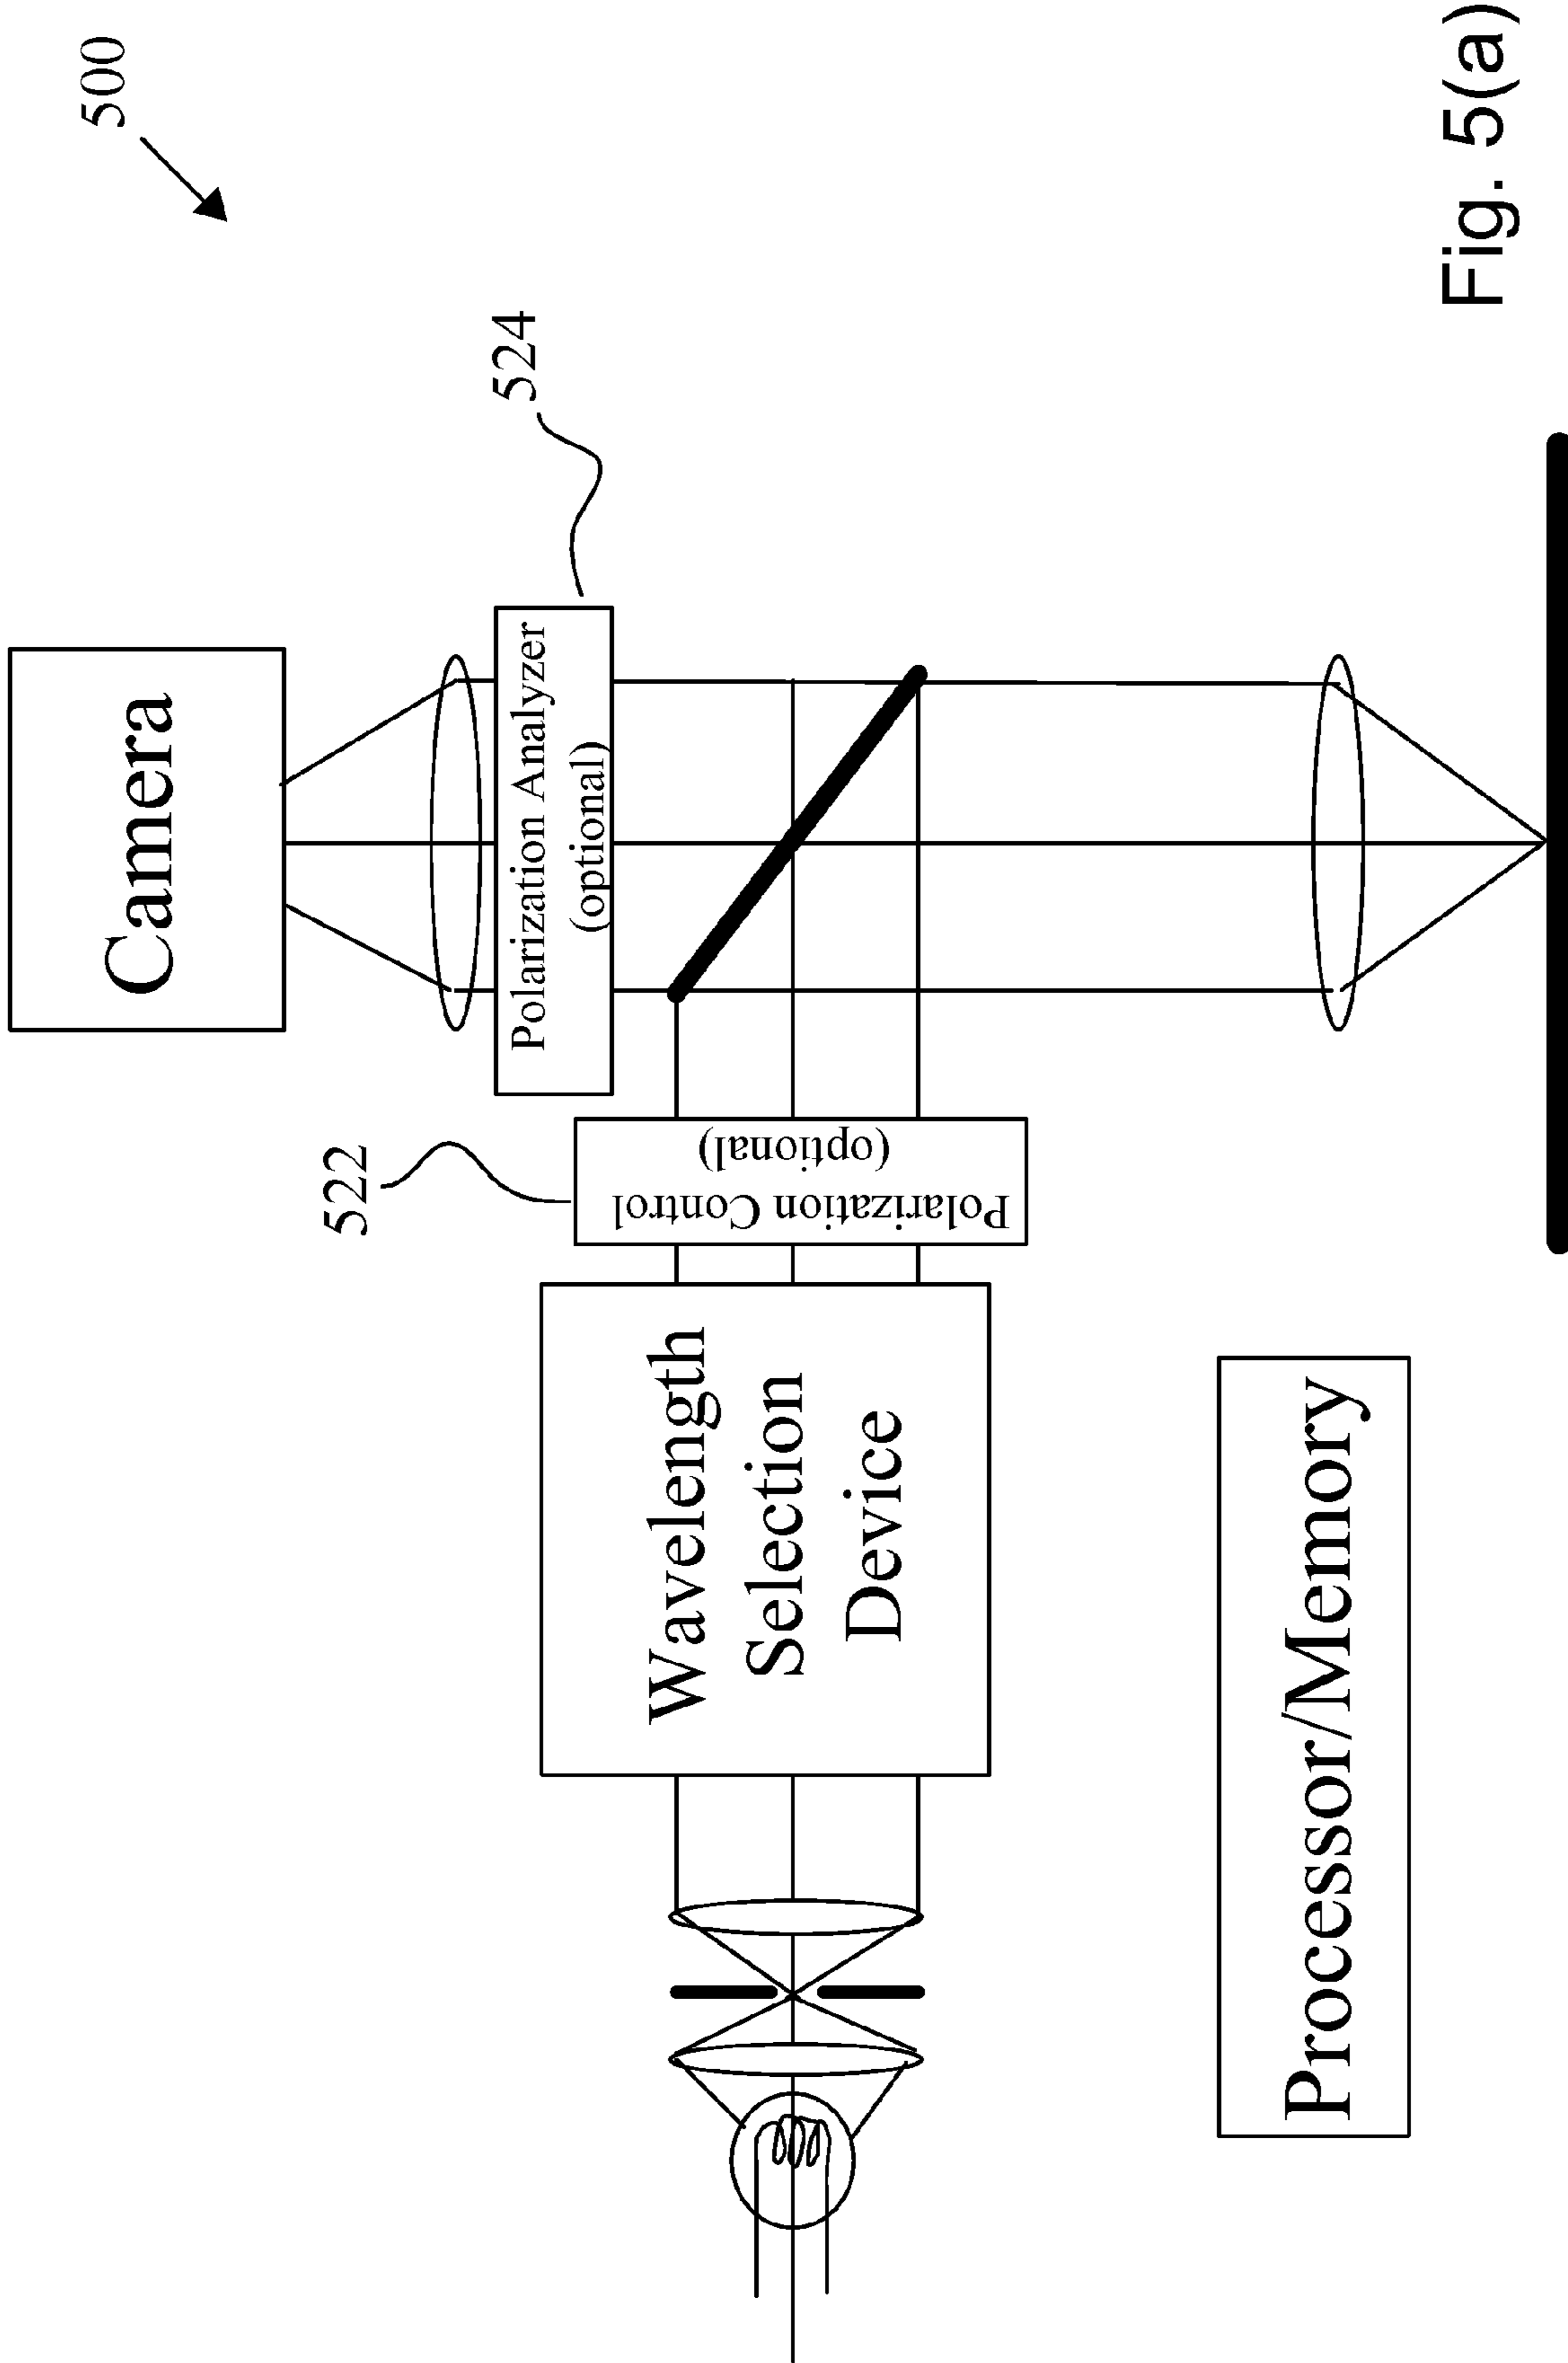 500
Camera
524
Polarization Analyzer
(optional)
522
Polarization Control
(optional)
Wavelength
Selection
Device
Processor/Memory
Fig. 5(a)